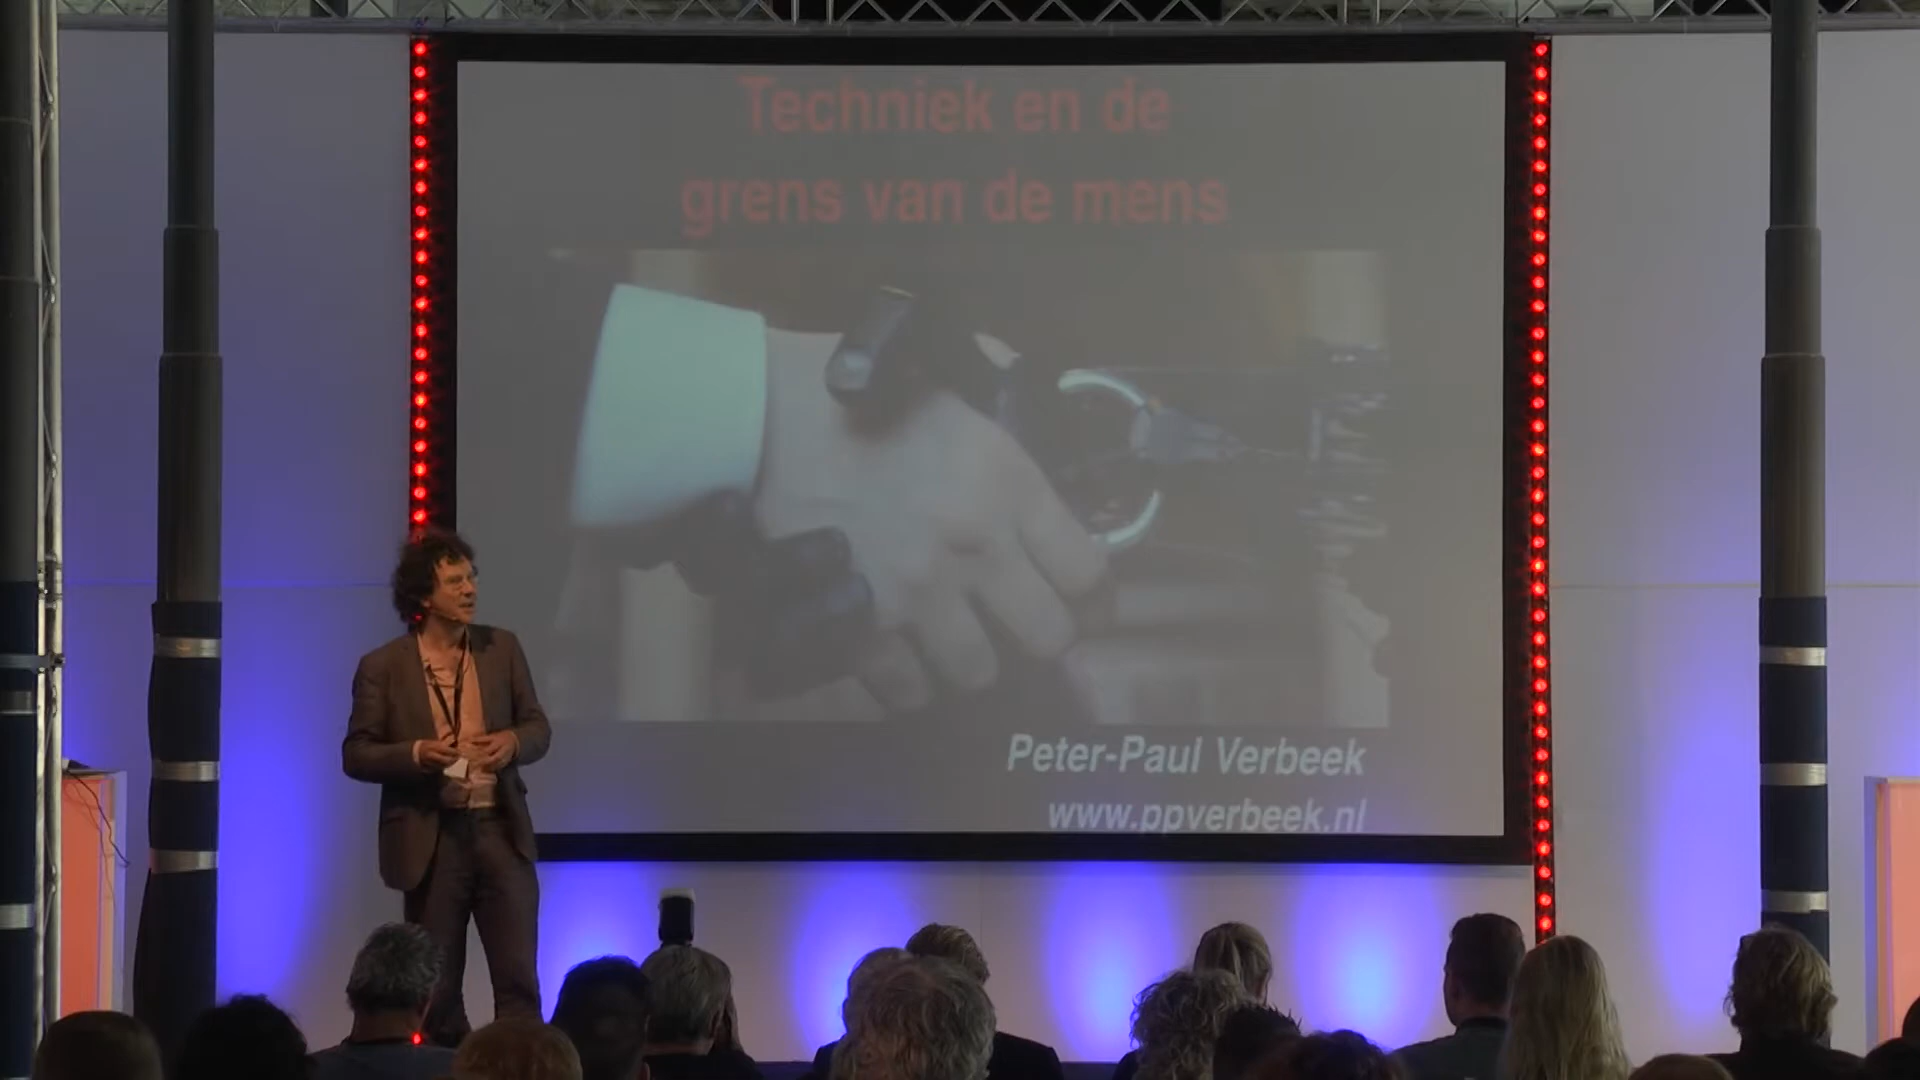 Techniek en de
grens van de mens
Peter-Paul Verbeek
www.ppverbeek.nl